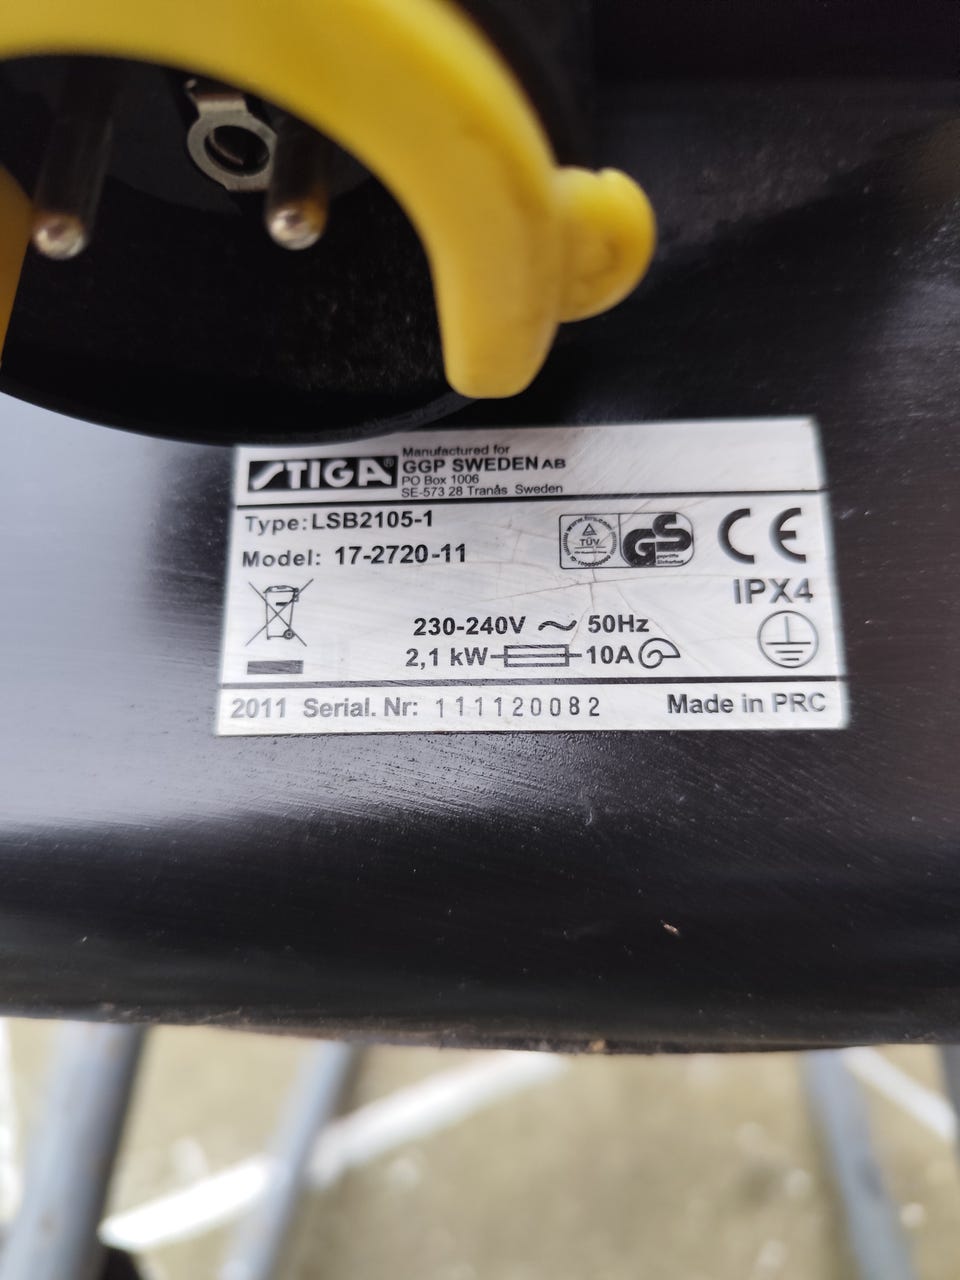 STIGA®
Manufactured for
GGP SWEDEN AB
PO Box 1006
SE-573 28 Tranås Sweden
Type: LSB2105-1
Model: 17-2720-11
TÜV
GS
geprüfte
Sicherheit
CE
IPX4
230-240V ~ 50Hz
2,1 kW 10A
2011 Serial. Nr: 111120082
Made in PRC